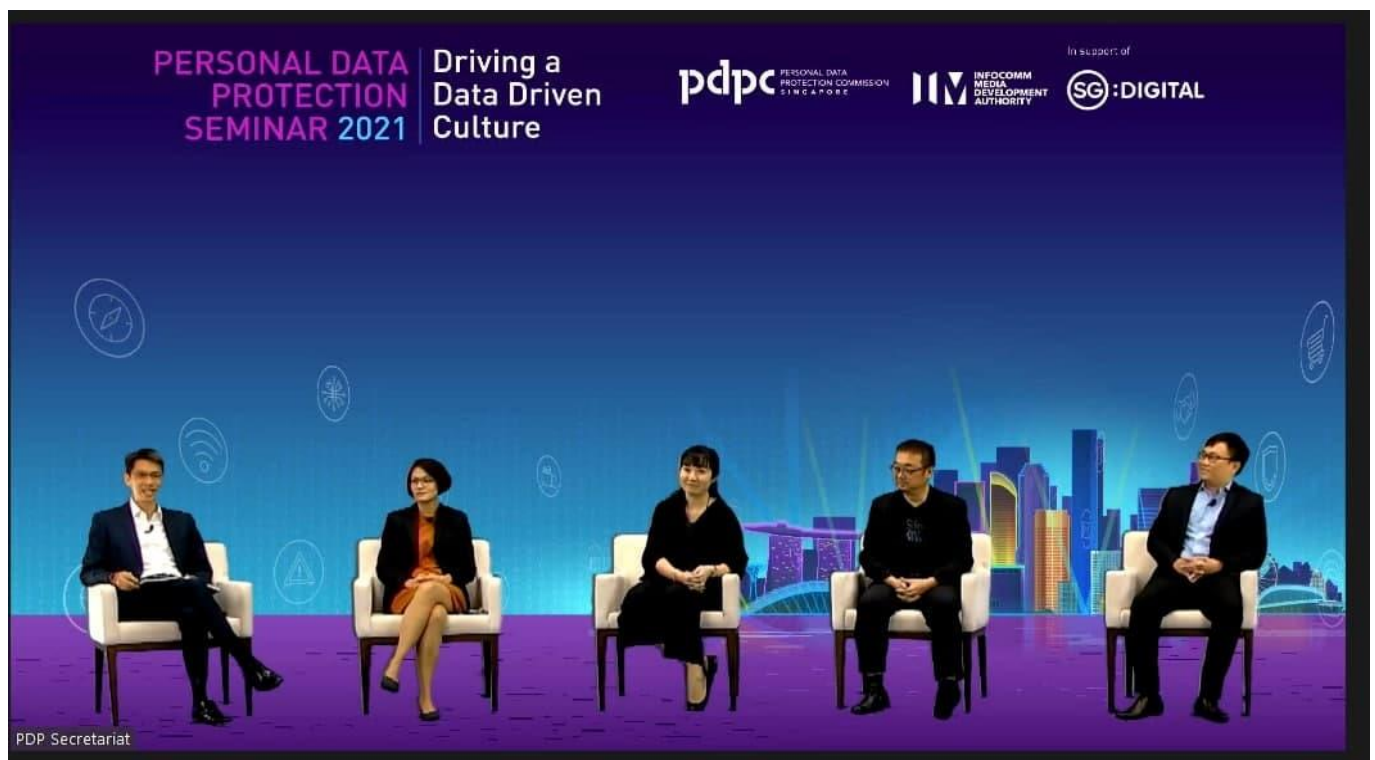 PERSONAL DATA
PROTECTION
SEMINAR 2021
Driving a
Data Driven
Culture
pdpc
PERSONAL DATA
PROTECTION COMMISSION
SINGAPORE
INFOCOMM
MEDIA
DEVELOPMENT
AUTHORITY
In support of
SG:DIGITAL
PDP Secretariat